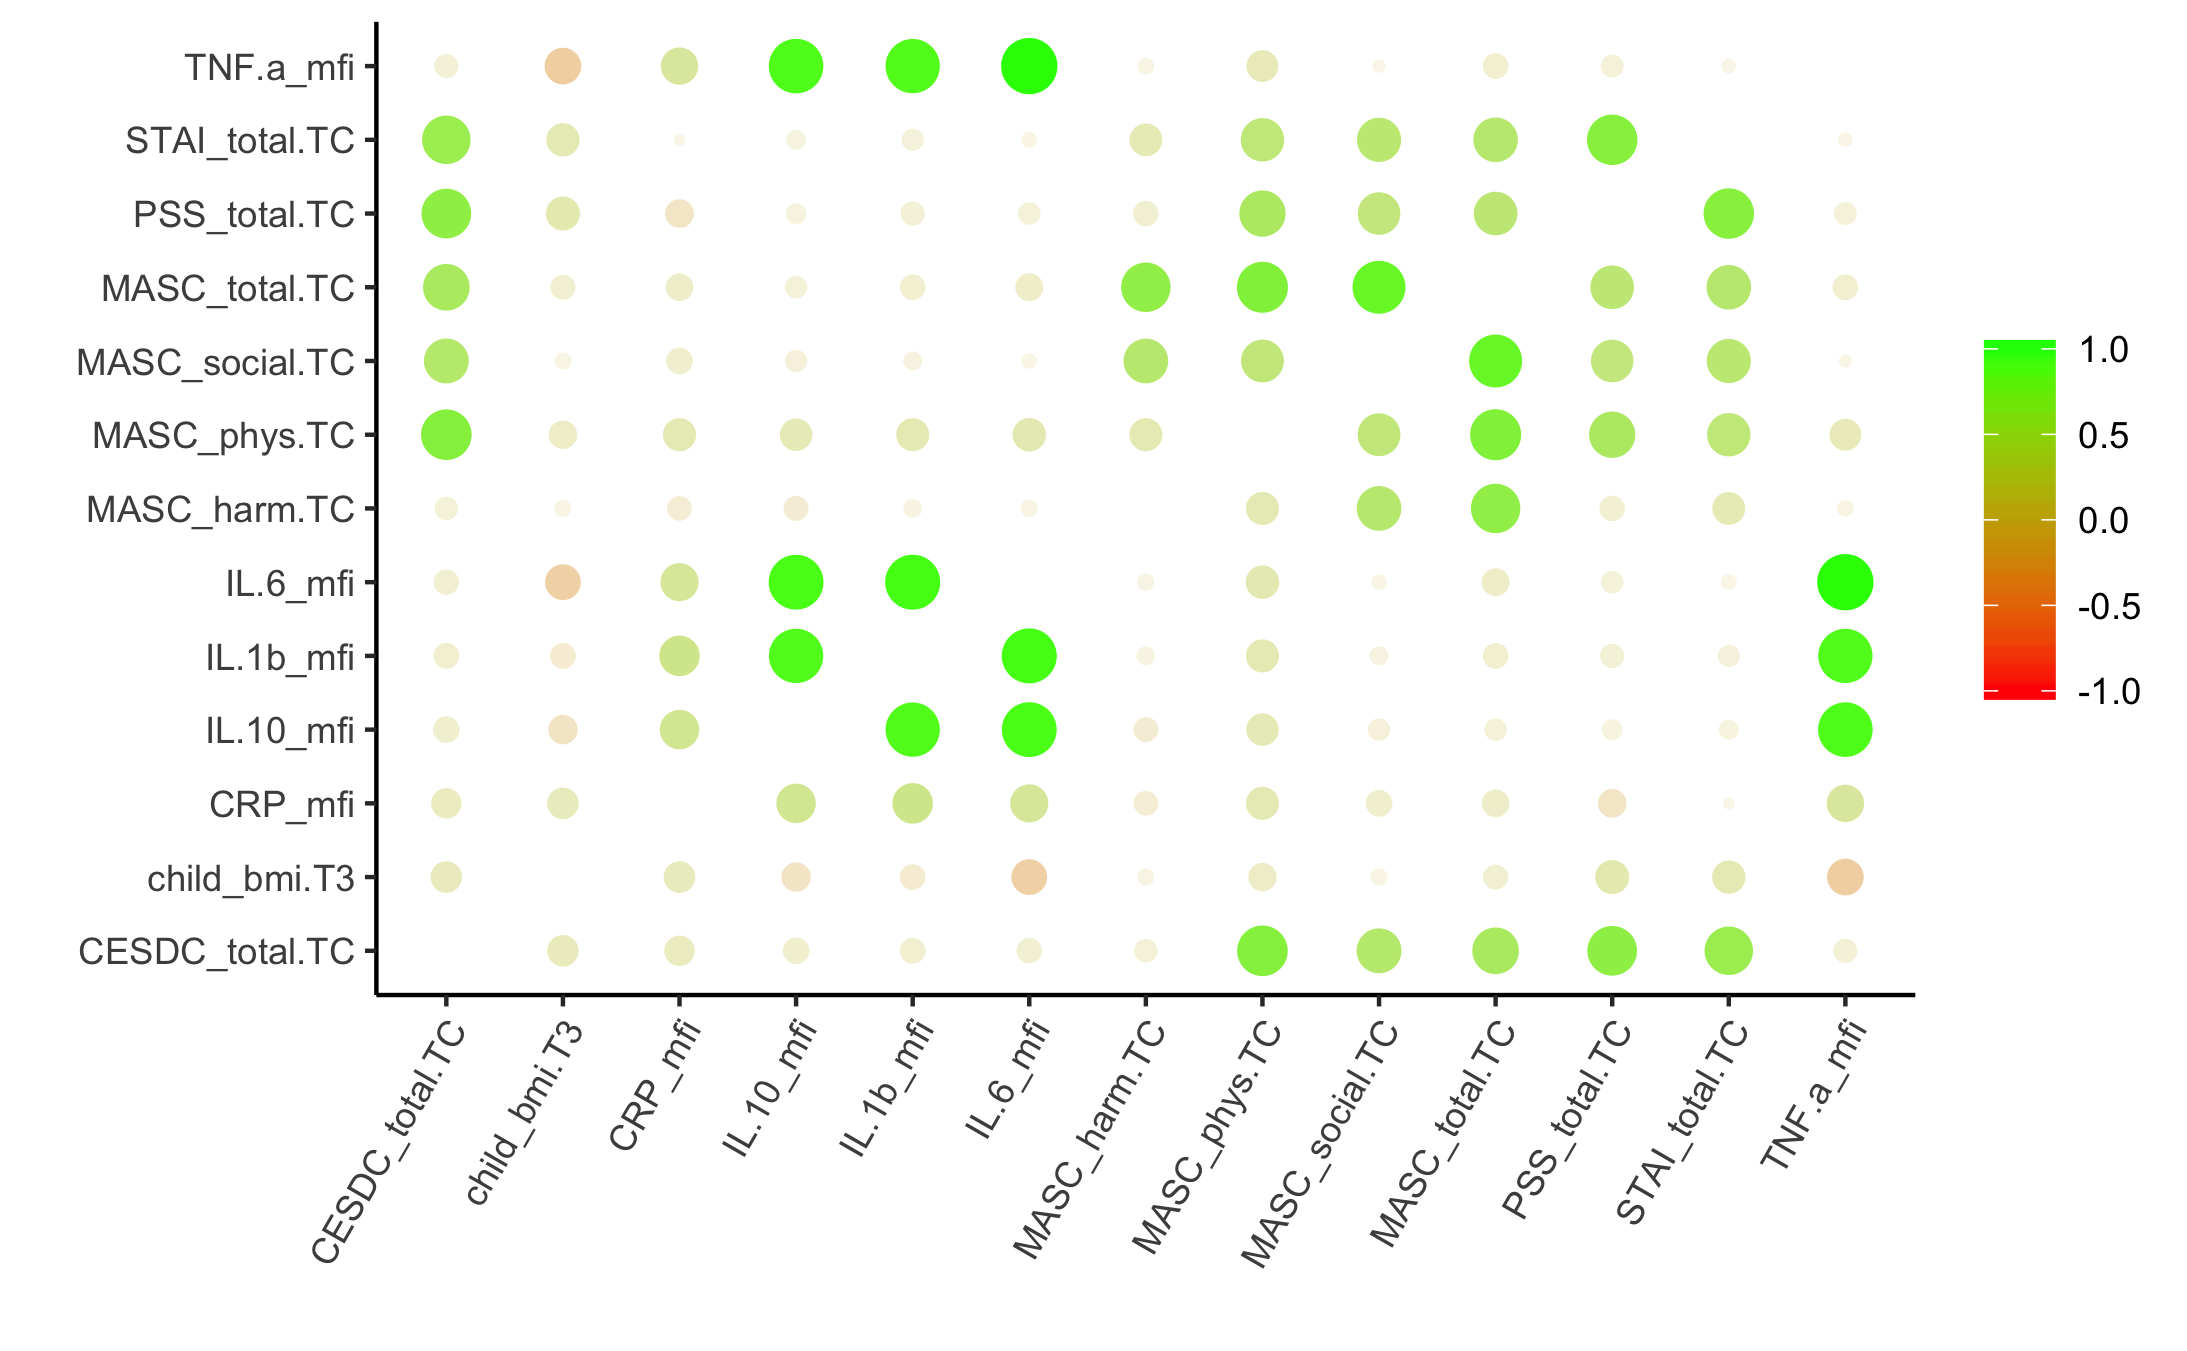 TNF.a_mfi
STAI_total.TC
PSS_total.TC
MASC_total.TC
MASC_social.TC
MASC_phys.TC
MASC_harm.TC
IL.6_mfi
IL.1b_mfi
IL.10_mfi
CRP_mfi
child_bmi.T3
CESDC_total.TC
CESDC_total.TC
child_bmi.T3
CRP_mfi
IL.10_mfi
IL.1b_mfi
IL.6_mfi
MASC_harm.TC
MASC_phys.TC
MASC_social.TC
MASC_total.TC
PSS_total.TC
STAI_total.TC
TNF.a_mfi
1.0
0.5
0.0
-0.5
-1.0